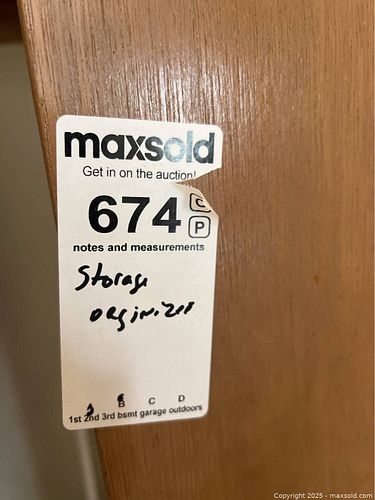 maxsold
Get in on the auction!
674 C
P
notes and measurements
Storage
orginizer
B C D
1st 2nd 3rd bsmt garage outdoors
Copyright 2025 - maxsold.com